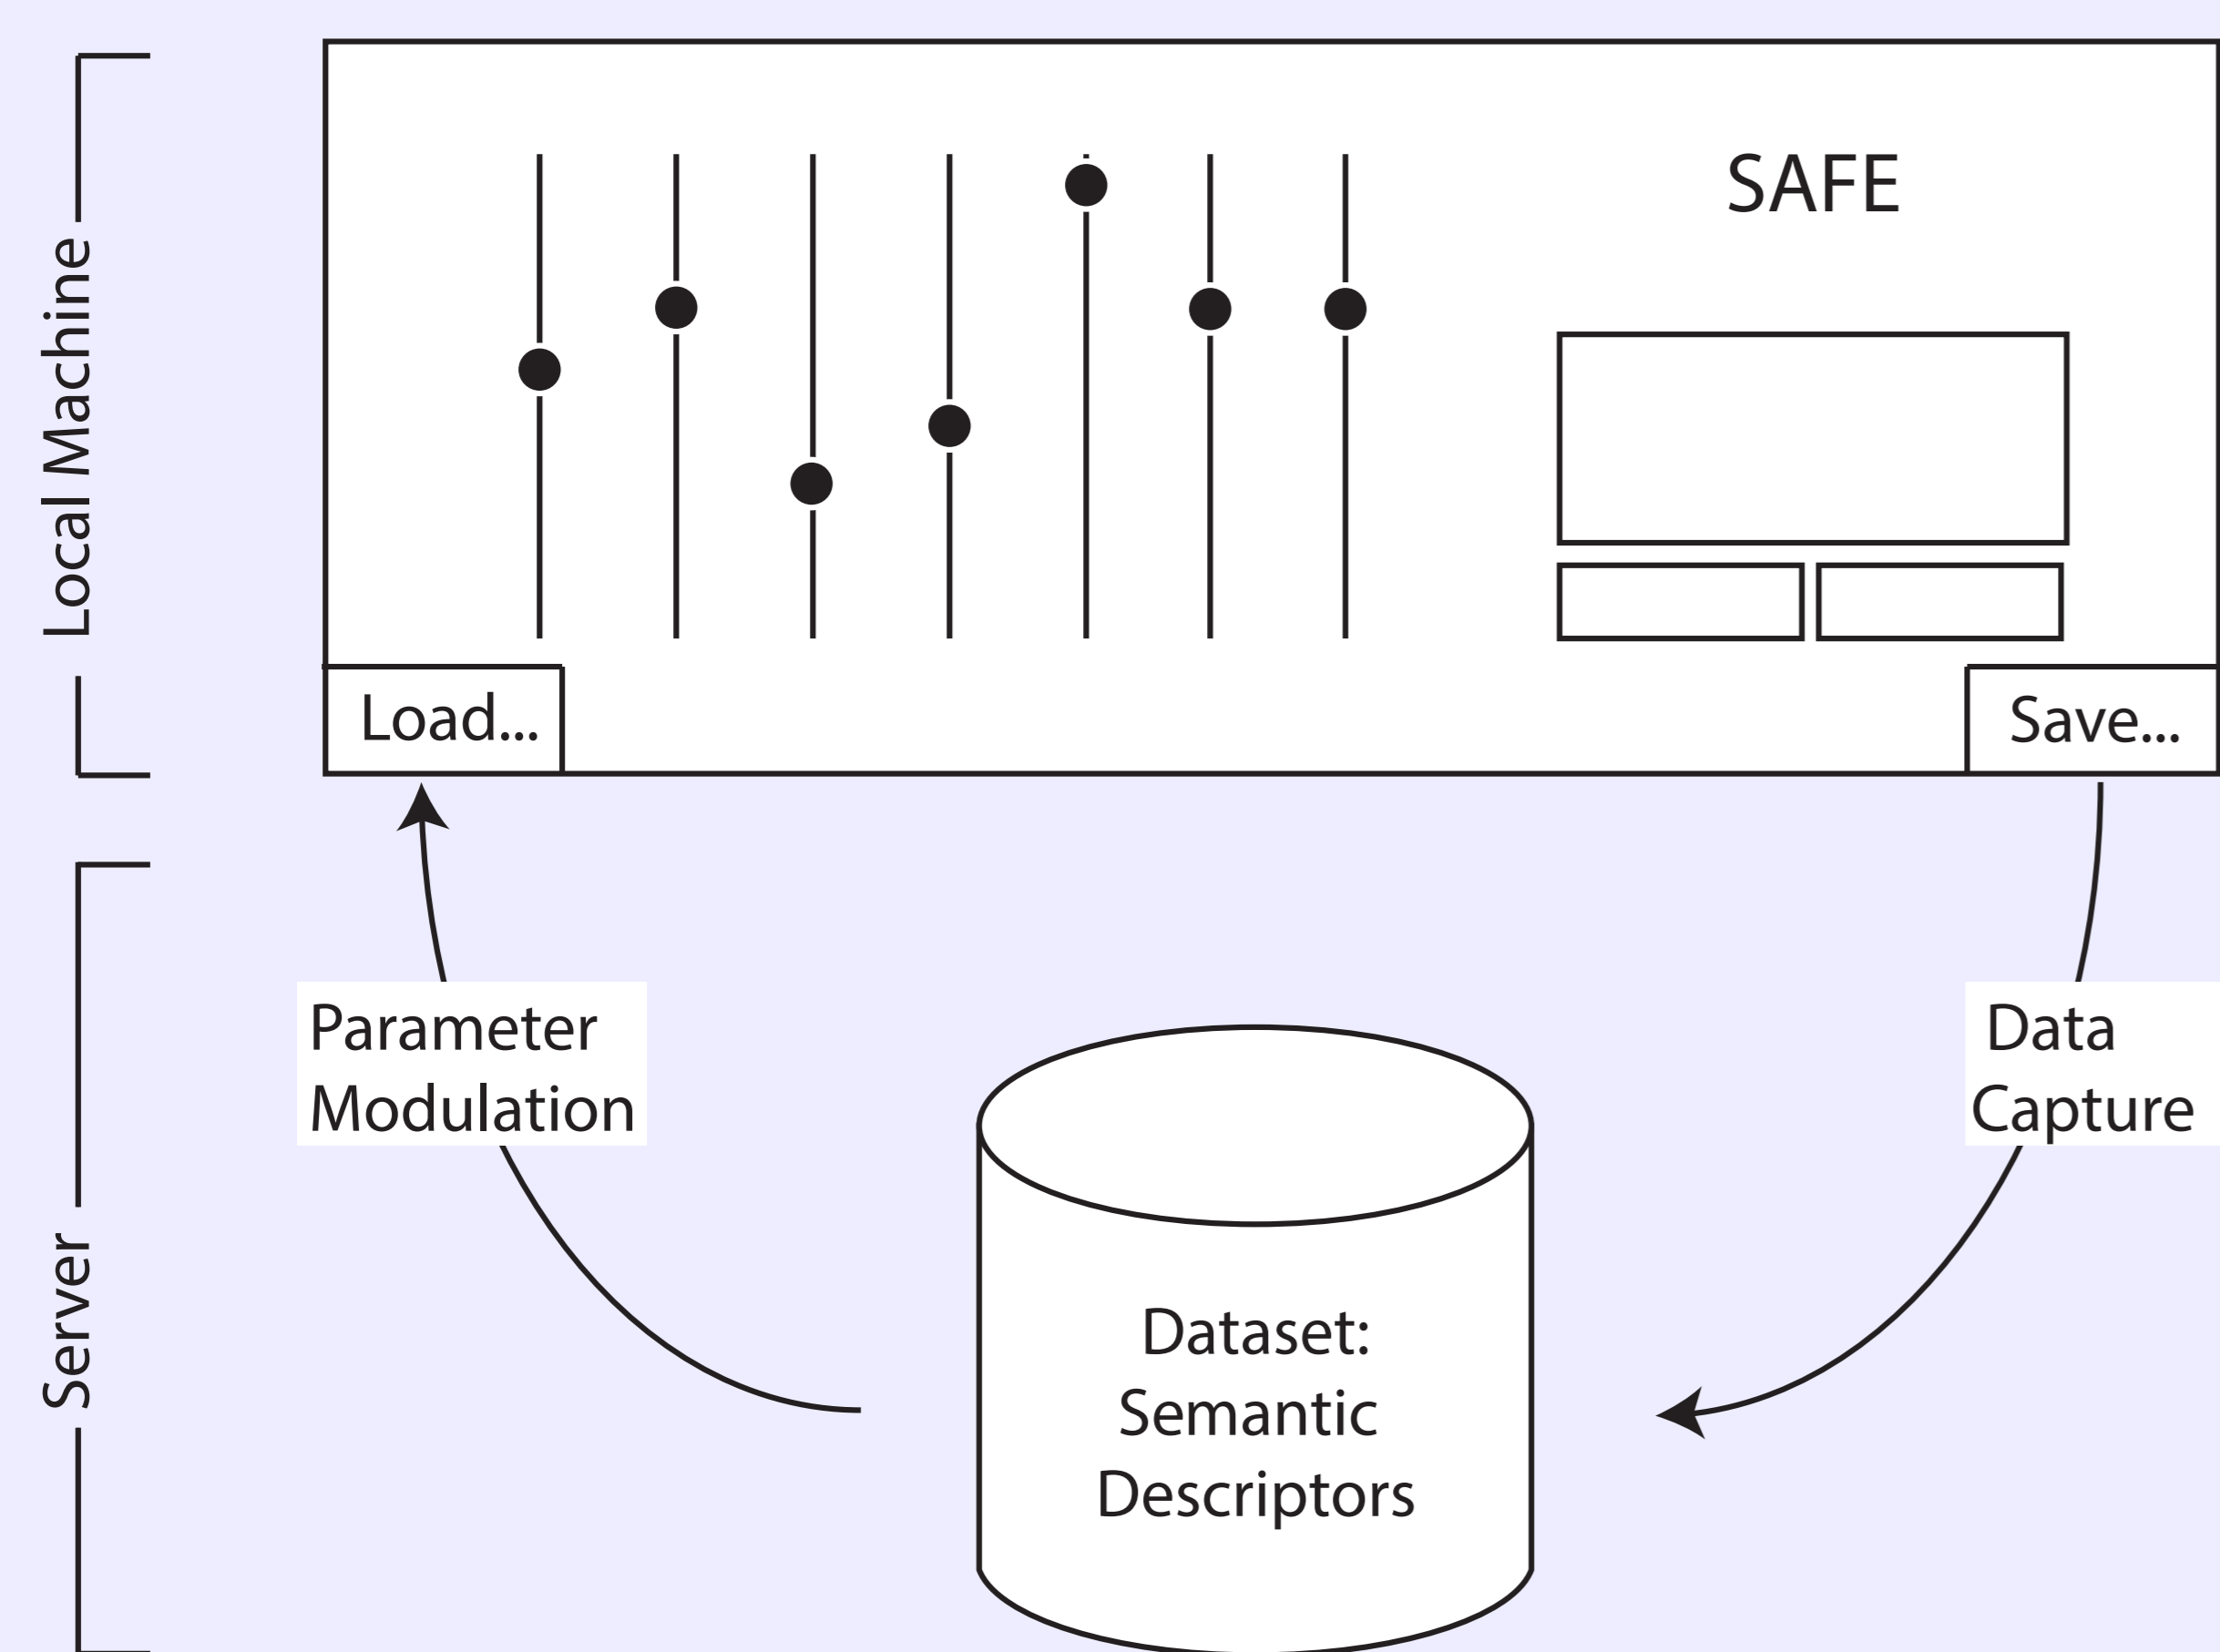 SAFE
Local Machine
Load...
Save...
Parameter
Modulation
Data
Capture
Server
Dataset:
Semantic
Descriptors